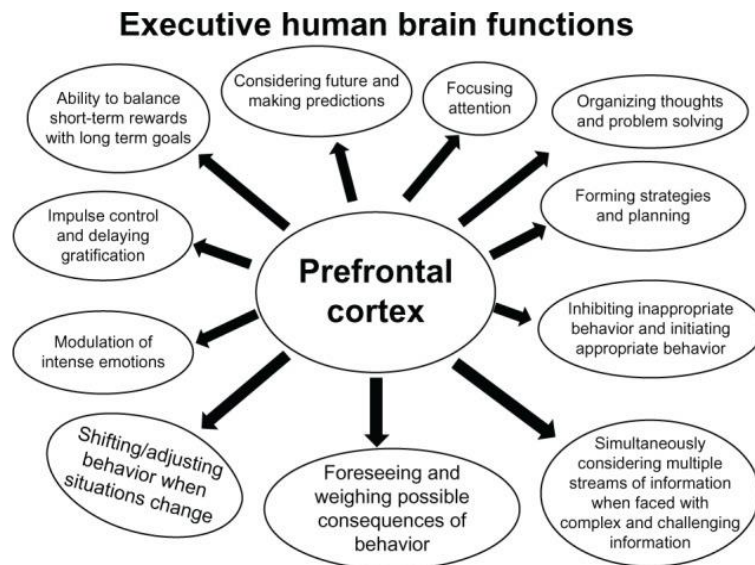 Executive human brain functions
Ability to balance
short-term rewards
with long term goals
Considering future and
making predictions
Focusing
attention
Organizing thoughts
and problem solving
Impulse control
and delaying
gratification
Forming strategies
and planning
Prefrontal
cortex
Modulation of
intense emotions
Inhibiting inappropriate
behavior and initiating
appropriate behavior
Shifting/adjusting
behavior when
situations change
Foreseeing and
weighing possible
consequences of
behavior
Simultaneously
considering multiple
streams of information
when faced with
complex and challenging
information